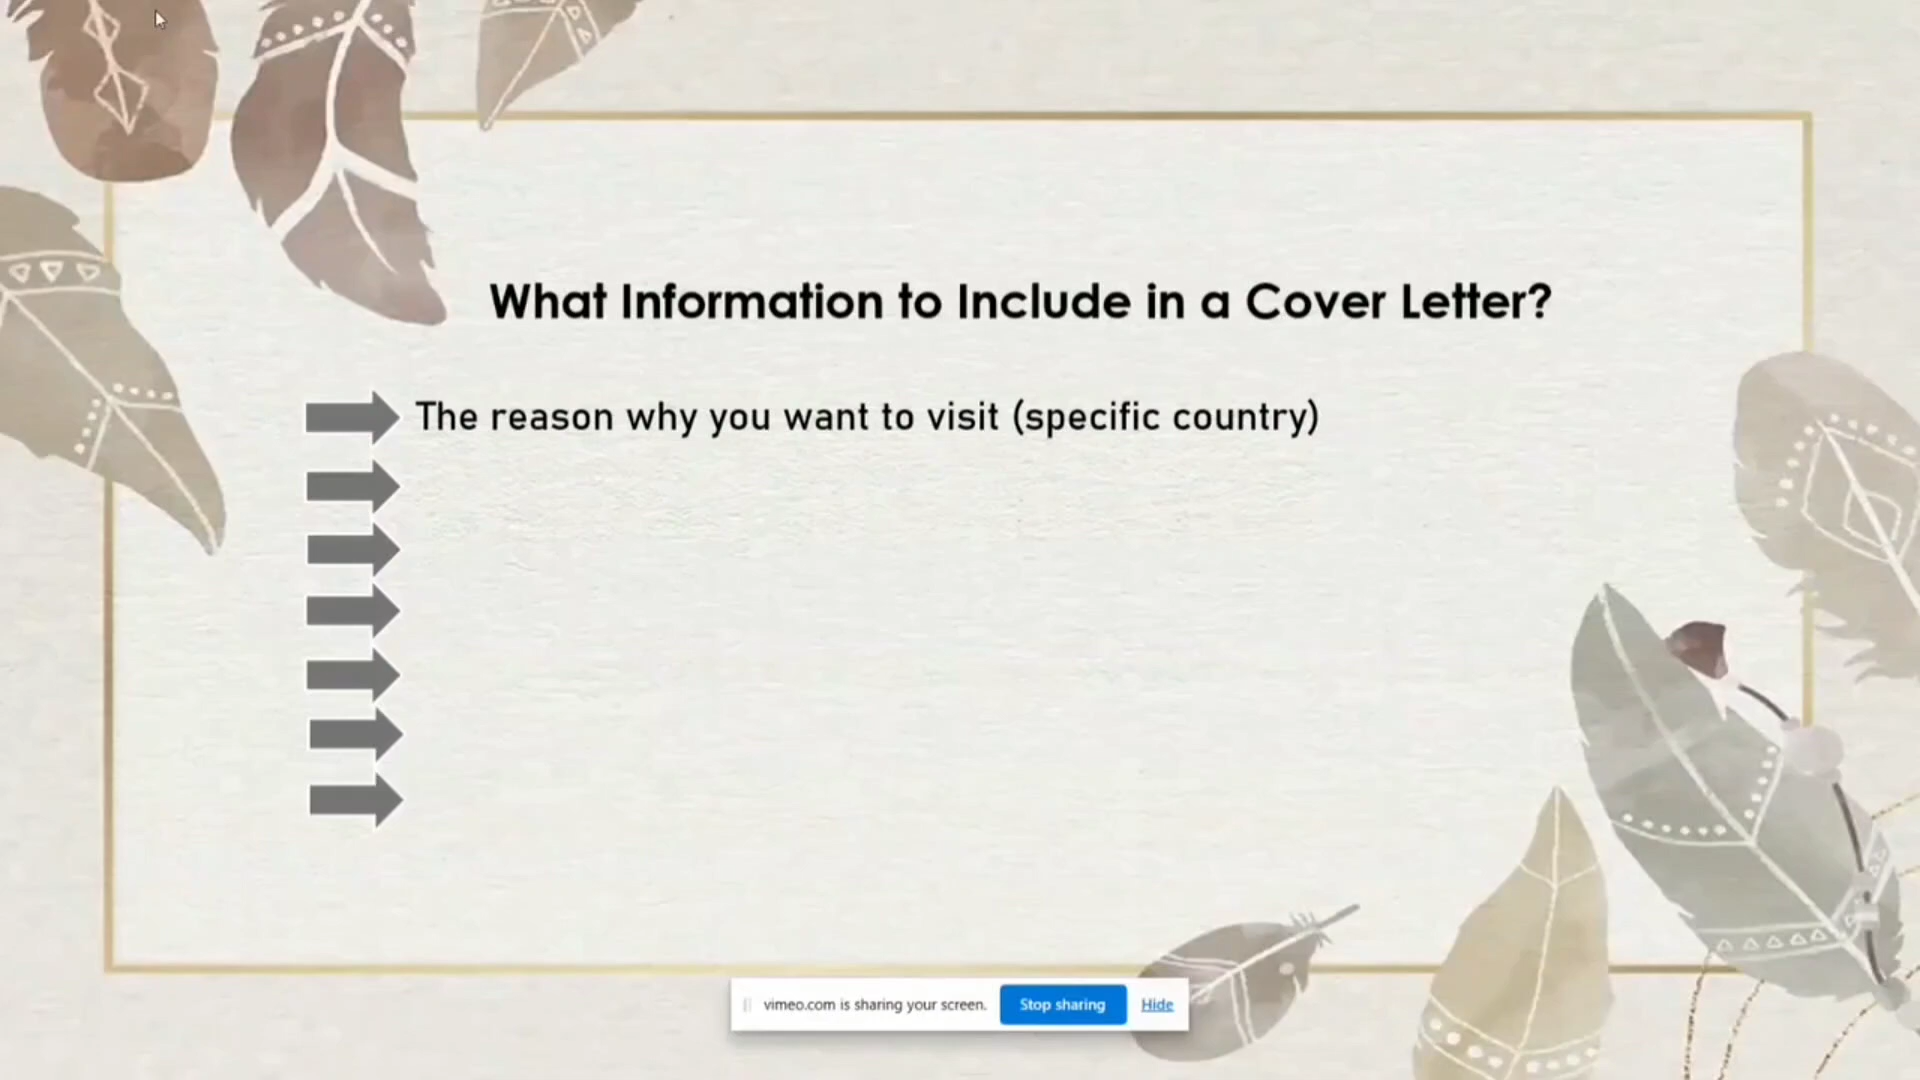 What Information to Include in a Cover Letter?
The reason why you want to visit (specific country)
vimeo.com is sharing your screen. Stop sharing Hide